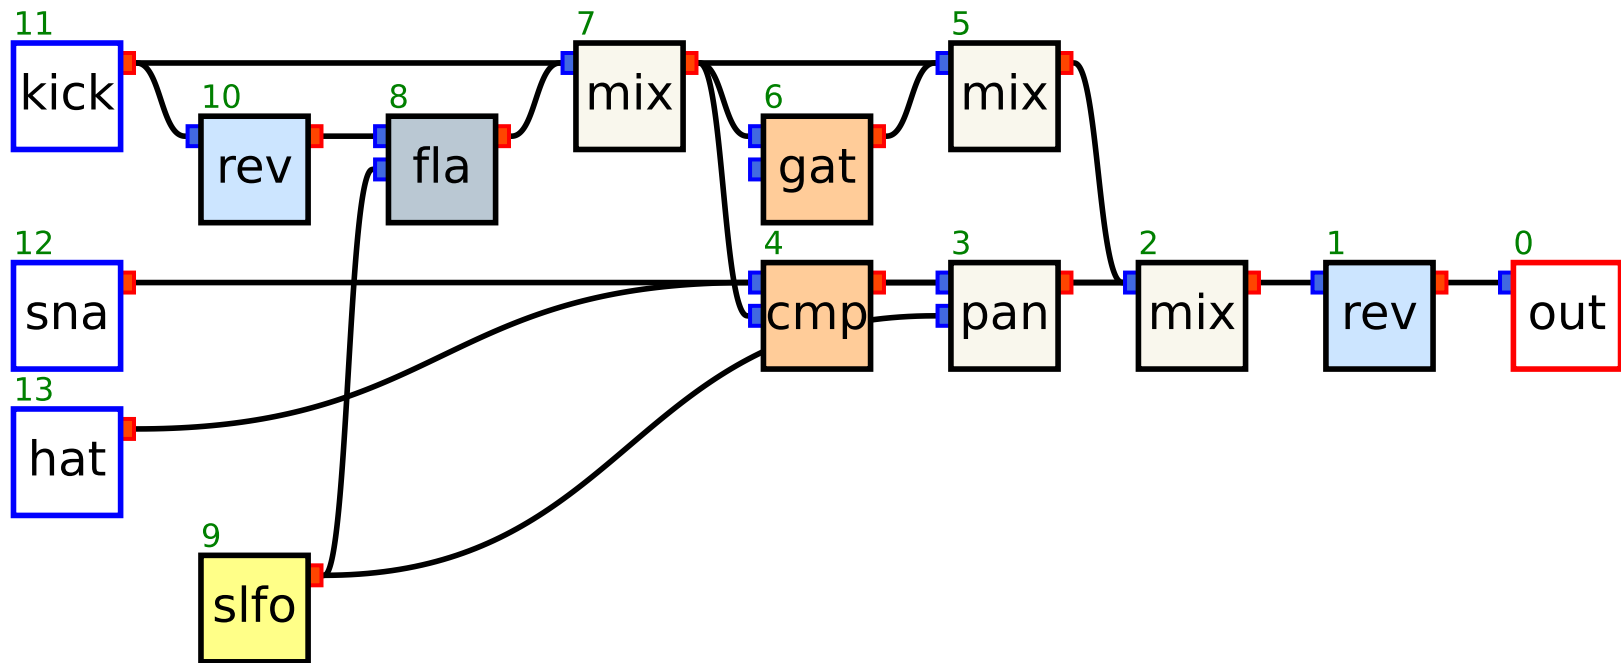 11
kick
10
rev
8
fla
7
mix
6
gat
5
mix
12
sna
4
cmp
3
pan
2
mix
1
rev
0
out
13
hat
9
slfo